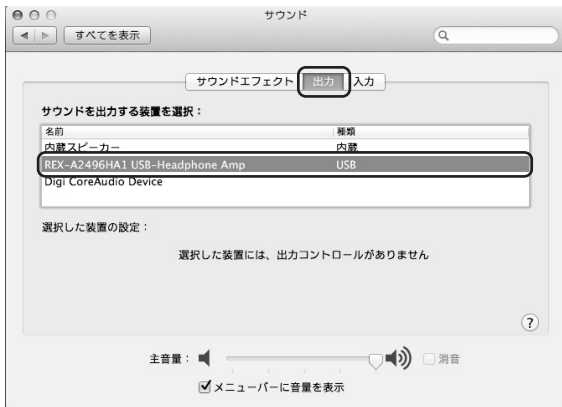 サウンド
すべてを表示
サウンドエフェクト 出力 入力
サウンドを出力する装置を選択：
名前 種類
内蔵スピーカー 内蔵
REX-A2496HA1 USB-Headphone Amp USB
Digi CoreAudio Device
選択した装置の設定：
選択した装置には、出力コントロールがありません
?
主音量： 消音
メニューバーに音量を表示